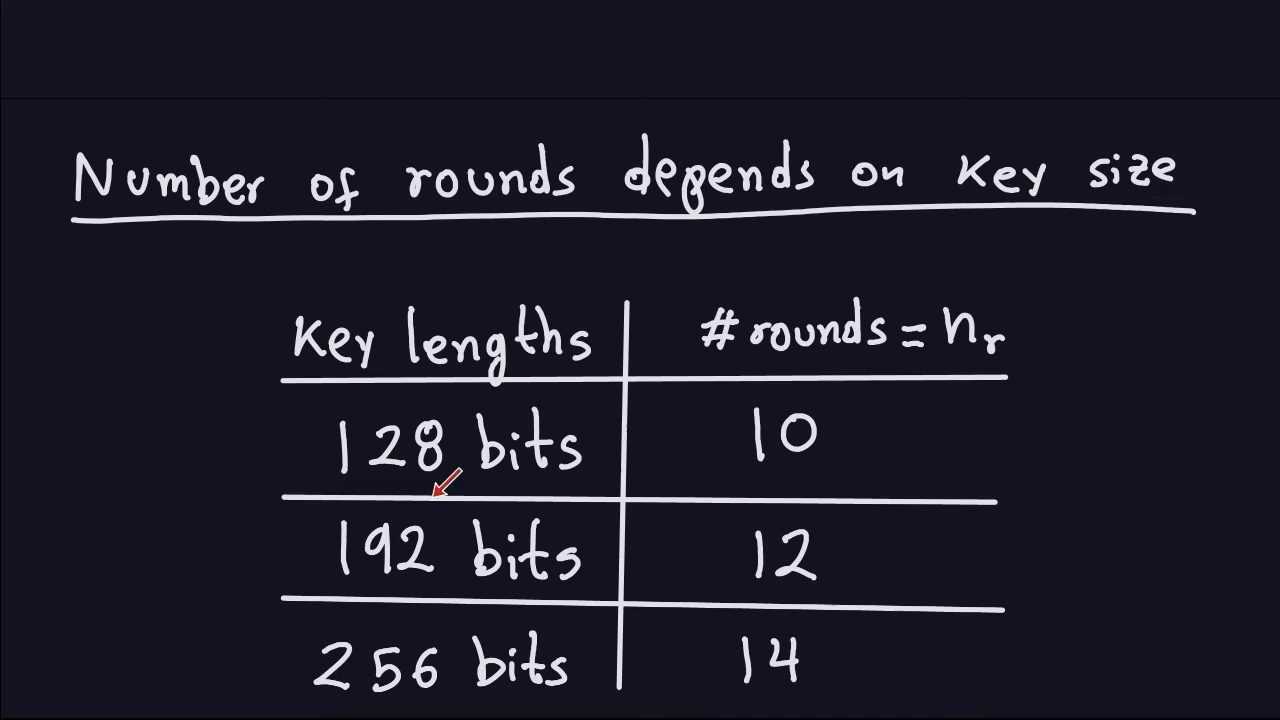 Number of rounds depends on key size
Key lengths # rounds = nr
128 bits 10
192 bits 12
256 bits 14